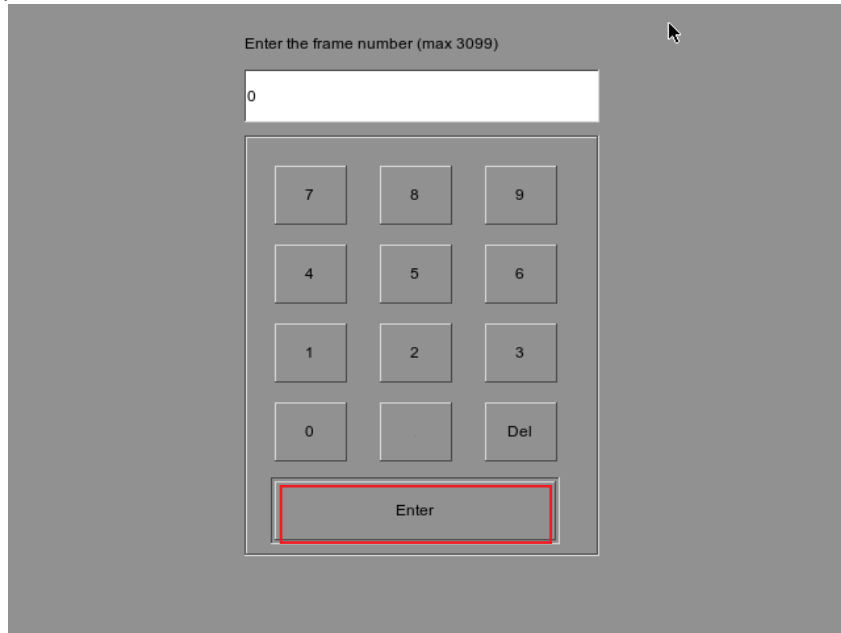 Enter the frame number (max 3099)
0
7 8 9
4 5 6
1 2 3
0 . Del
Enter